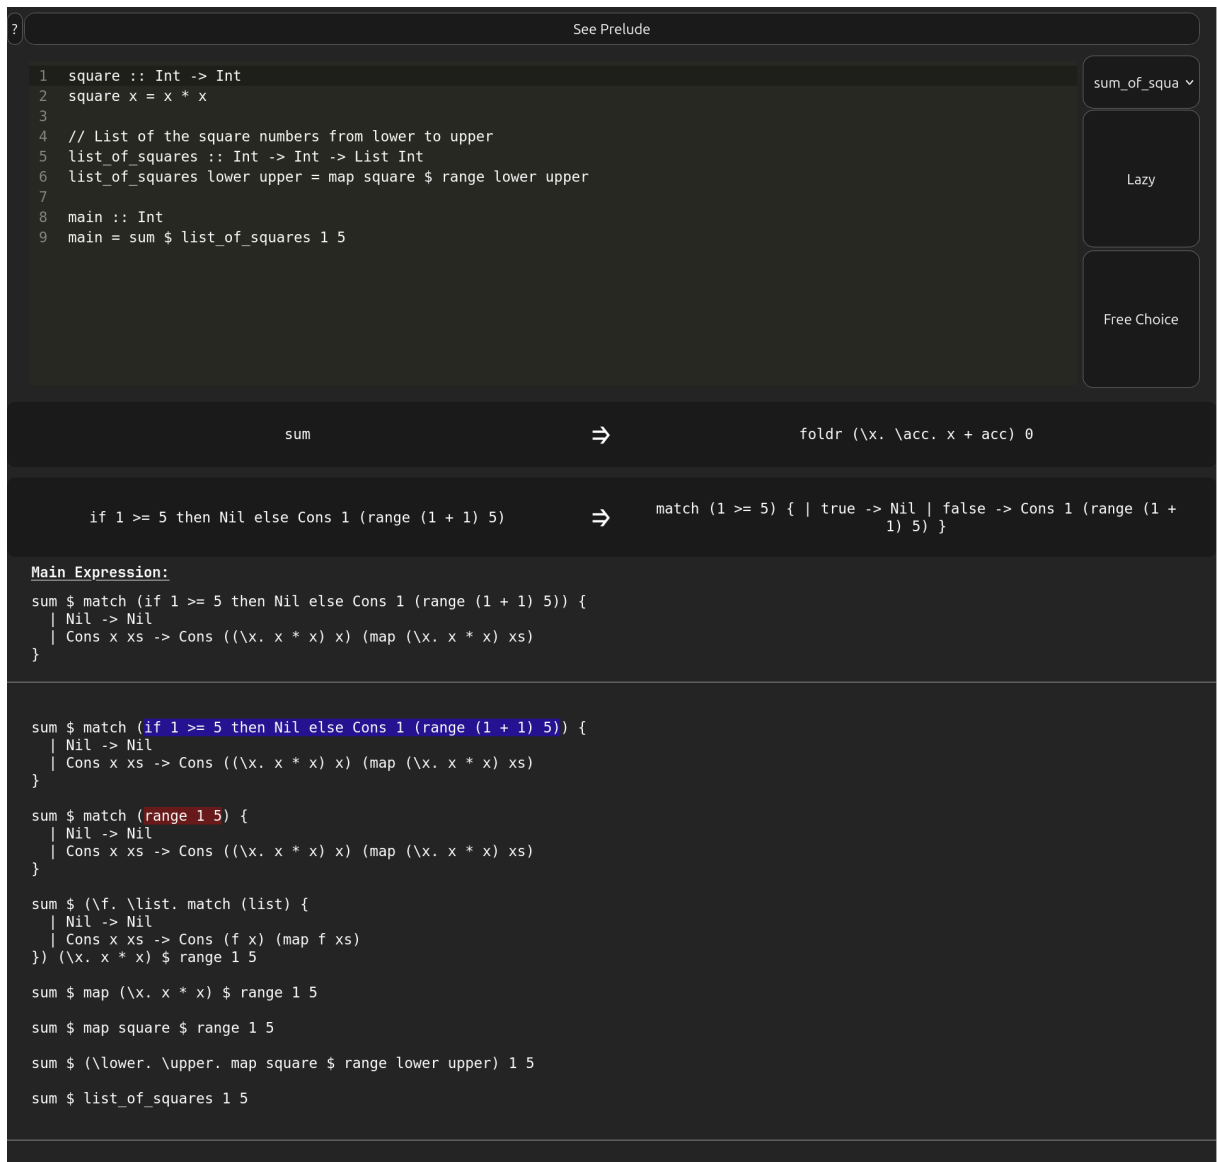 ?
See Prelude
1 square :: Int -> Int
2 square x = x * x
3
4 // List of the square numbers from lower to upper
5 list_of_squares :: Int -> Int -> List Int
6 list_of_squares lower upper = map square $ range lower upper
7
8 main :: Int
9 main = sum $ list_of_squares 1 5
sum_of_squa
Lazy
Free Choice
sum ⇒ foldr (\x. \acc. x + acc) 0
if 1 >= 5 then Nil else Cons 1 (range (1 + 1) 5) ⇒ match (1 >= 5) { | true -> Nil | false -> Cons 1 (range (1 +
1) 5) }
Main Expression:
sum $ match (if 1 >= 5 then Nil else Cons 1 (range (1 + 1) 5)) {
  | Nil -> Nil
  | Cons x xs -> Cons ((\x. x * x) x) (map (\x. x * x) xs)
}
sum $ match (if 1 >= 5 then Nil else Cons 1 (range (1 + 1) 5)) {
  | Nil -> Nil
  | Cons x xs -> Cons ((\x. x * x) x) (map (\x. x * x) xs)
}
sum $ match (range 1 5) {
  | Nil -> Nil
  | Cons x xs -> Cons ((\x. x * x) x) (map (\x. x * x) xs)
}
sum $ (\f. \list. match (list) {
  | Nil -> Nil
  | Cons x xs -> Cons (f x) (map f xs)
}) (\x. x * x) $ range 1 5
sum $ map (\x. x * x) $ range 1 5
sum $ map square $ range 1 5
sum $ (\lower. \upper. map square $ range lower upper) 1 5
sum $ list_of_squares 1 5